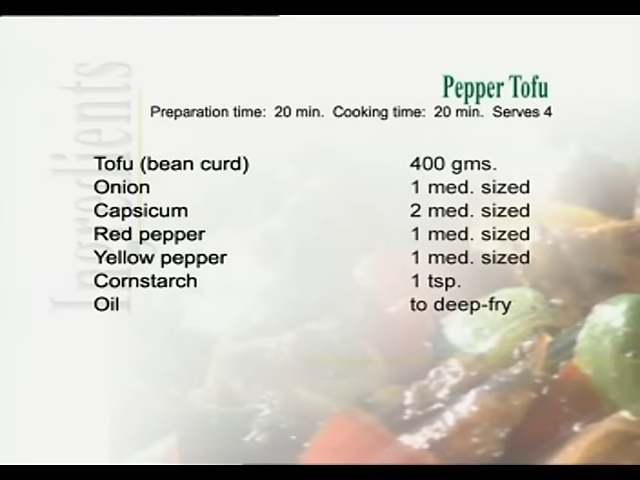 Ingredients
Pepper Tofu
Preparation time: 20 min. Cooking time: 20 min. Serves 4
Tofu (bean curd) 400 gms.
Onion 1 med. sized
Capsicum 2 med. sized
Red pepper 1 med. sized
Yellow pepper 1 med. sized
Cornstarch 1 tsp.
Oil to deep-fry